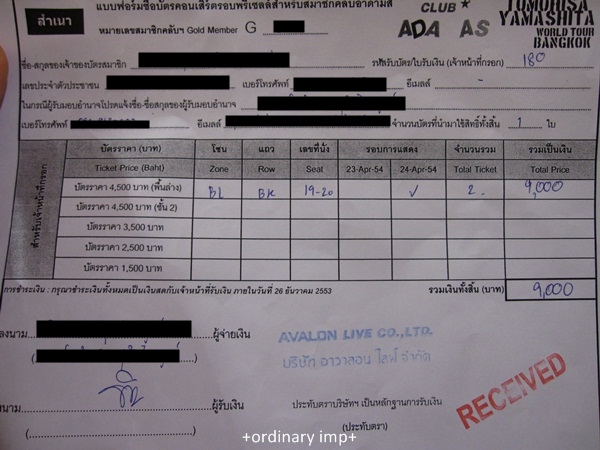 แบบฟอร์มซื้อบัตรคอนเสิร์ตรอบพรีเซลล์สำหรับสมาชิกคลับอาดามัส
สำเนา
หมายเลขสมาชิกคลับฯ Gold Member G
CLUB
ADA AS
TOMOHISA
YAMASHITA
WORLD TOUR
BANGKOK
ชื่อ-สกุลของเจ้าของบัตรสมาชิก รหัสรับบัตร/ใบรับเงิน (เจ้าหน้าที่กรอก) 180
เลขประจำตัวประชาชน เบอร์โทรศัพท์ อีเมลล์ -
ในกรณีผู้รับมอบอำนาจโปรดแจ้งชื่อ-ชื่อสกุลของผู้รับมอบอำนาจ
เบอร์โทรศัพท์ อีเมลล์ จำนวนบัตรที่นำมาใช้สิทธิ์ทั้งสิ้น 1 ใบ
สำหรับเจ้าหน้าที่กรอก
บัตรราคา (บาท) โซน แถว เลขที่นั่ง รอบการแสดง จำนวนรวม รวมเป็นเงิน
Ticket Price (Baht) Zone Row Seat 23-Apr-54 24-Apr-54 Total Ticket Total Price
บัตรราคา 4,500 บาท (พื้นล่าง) BL BK 19-20 ✓ 2 9,000
บัตรราคา 4,500 บาท (ชั้น 2)
บัตรราคา 3,500 บาท
บัตรราคา 2,500 บาท
บัตรราคา 1,500 บาท
การชำระเงิน : กรุณาชำระเงินทั้งหมดเป็นเงินสดกับเจ้าหน้าที่รับเงิน ภายในวันที่ 26 ธันวาคม 2553 รวมเงินทั้งสิ้น (บาท) 9,000
ลงนาม ผู้จ่ายเงิน
AVALON LIVE CO.,LTD.
บริษัท อาวาลอน ไลฟ์ จำกัด
RECEIVED
นาม ผู้รับเงิน ประทับตราบริษัทฯ เป็นหลักฐานการรับเงิน
(ประทับตรา)
+ordinary imp+